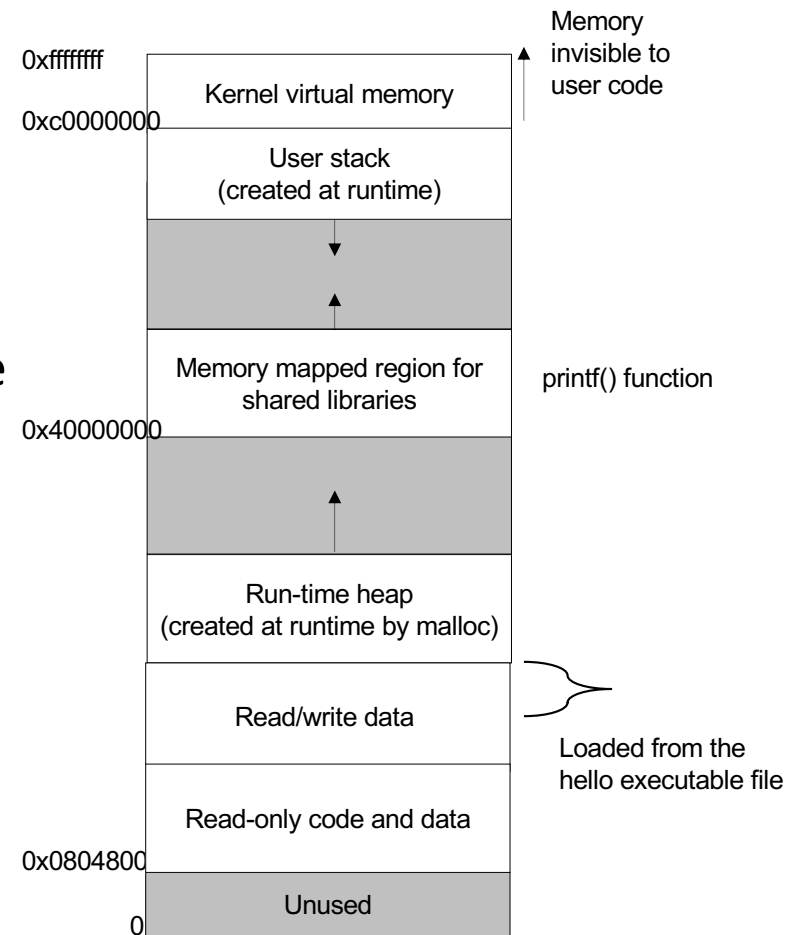 Memory
invisible to
user code
0xffffffff
Kernel virtual memory
0xc0000000
User stack
(created at runtime)
e
Memory mapped region for
shared libraries
printf() function
0x40000000
Run-time heap
(created at runtime by malloc)
Read/write data
Loaded from the
hello executable file
Read-only code and data
0x0804800
Unused
0